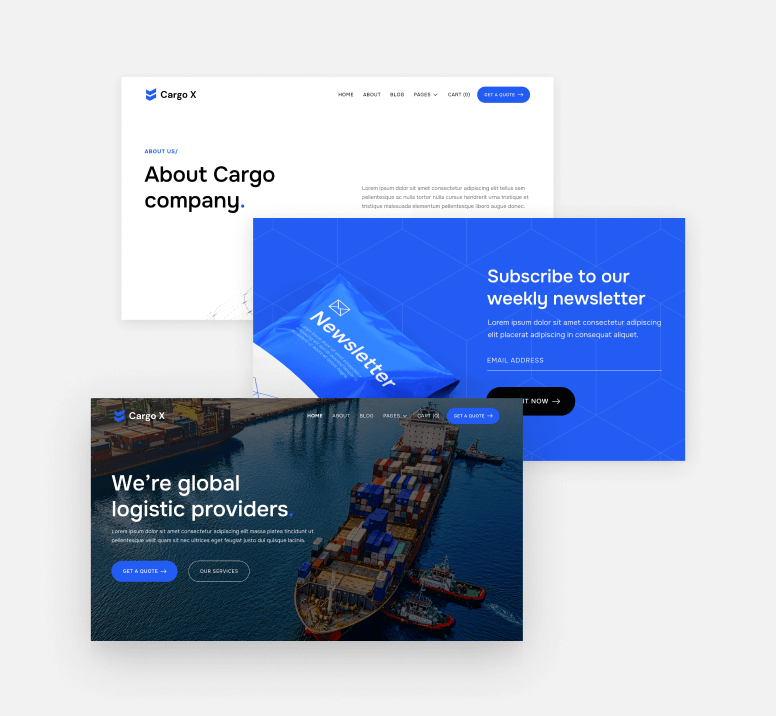 Cargo X
HOME ABOUT BLOG PAGES CART (0) GET A QUOTE
ABOUT US/
About Cargo
company.
Lorem ipsum dolor sit amet consectetur adipiscing elit tellus sem
pellentesque ac nulla tortor nulla cursus hendrerit urna tristique et
tristique malesuada elementum pellentesque libero augue donec.
Newsletter
Subscribe to our
weekly newsletter
Lorem ipsum dolor sit amet consectetur adipiscing
elit placerat adipiscing in consequat aliquet.
EMAIL ADDRESS
IT NOW
Cargo X
HOME ABOUT BLOG PAGES CART (0) GET A QUOTE
We’re global
logistic providers.
Lorem ipsum dolor sit amet consectetur adipiscing elit massa platea tincidunt ut
pellentesque velit quam sit nec ultrices eget feugiat justo dui quisque lacinia.
GET A QUOTE
OUR SERVICES